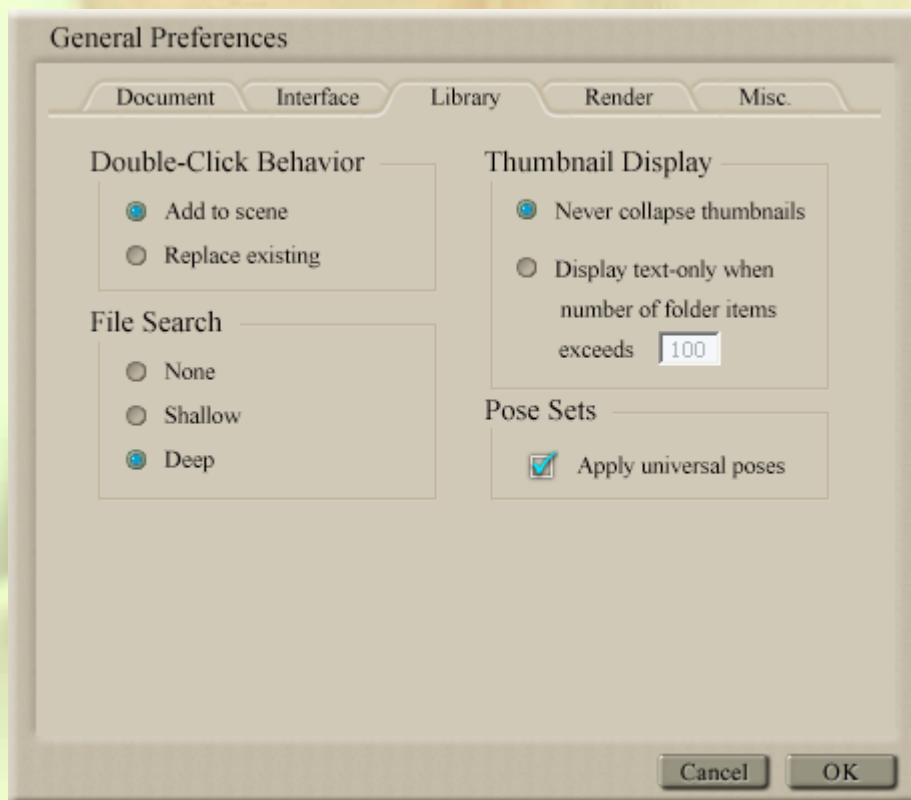 General Preferences
Document Interface Library Render Misc.
Double-Click Behavior
Add to scene
Replace existing
File Search
None
Shallow
Deep
Thumbnail Display
Never collapse thumbnails
Display text-only when
number of folder items
exceeds 100
Pose Sets
Apply universal poses
Cancel OK